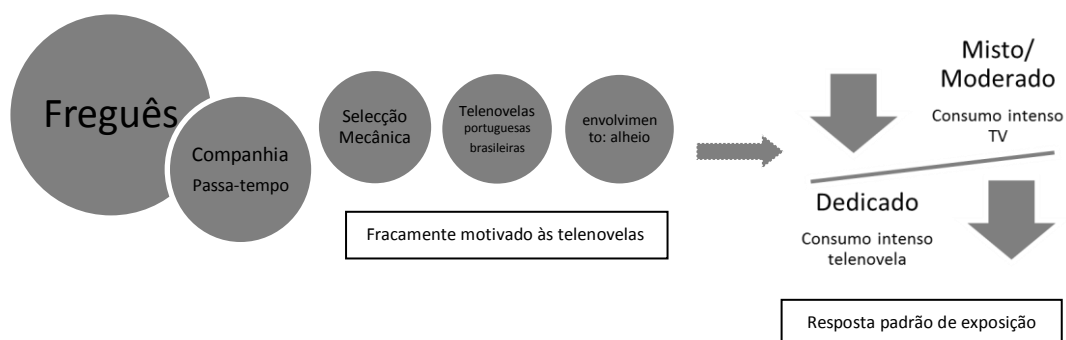 Freguês
Companhia
Passa-tempo
Selecção
Mecânica
Telenovelas
portuguesas
brasileiras
envolvimen
to: alheio
Fracamente motivado às telenovelas
Misto/
Moderado
Consumo intenso
TV
Dedicado
Consumo intenso
telenovela
Resposta padrão de exposição